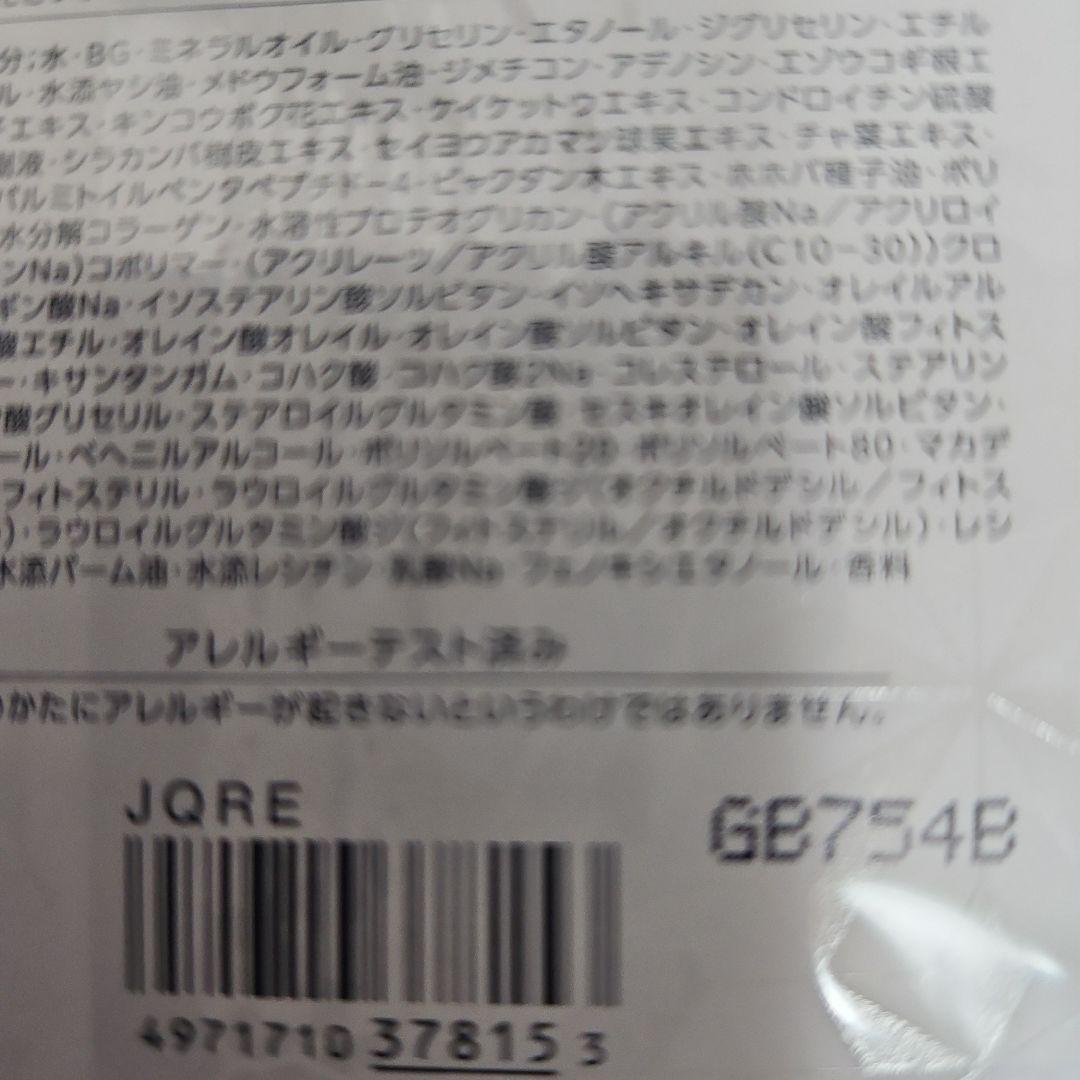 分:水・BG・ミネラルオイル・グリセリン・エタノール・ジグリセリン・エチル
ル・水添ヤシ油・メドウフォーム油・ジメチコン・アデノシン・エゾウコギ根エ
エキス・キンコウボク花エキス・ケイケットウエキス・コンドロイチン硫酸
液・シラカンバ樹皮エキス・セイヨウアカマツ球果エキス・チャ葉エキス・
パルミトイルペンタペプチド-4・ビャクダン木エキス・ホホバ種子油・ポリ
水分解コラーゲン・水溶性プロテオグリカン・(アクリル酸Na/アクリロイ
ンNa)コポリマー・(アクリレーツ/アクリル酸アルキル(C10-30))クロ
ギン酸Na・イソステアリン酸ソルビタン・イソヘキサデカン・オレイルアル
酸エチル・オレイン酸オレイル・オレイン酸ソルビタン・オレイン酸フィトス
ー・キサンタンガム・コハク酸・コハク酸2Na・コレステロール・ステアリン
酸グリセリル・ステアロイルグルタミン酸・セスキオレイン酸ソルビタン・
ール・ベヘニルアルコール・ポリソルベート20・ポリソルベート80・マカデ
フィトステリル・ラウロイルグルタミン酸ジ(オクチルドデシル/フィトス
)・ラウロイルグルタミン酸ジ(フィトステリル/オクチルドデシル)・レシ
水添パーム油・水添レシチン・乳酸Na・フェノキシエタノール・香料
アレルギーテスト済み
かたにアレルギーが起きないというわけではありません。
JQRE
GB754B
4971710 37815 3